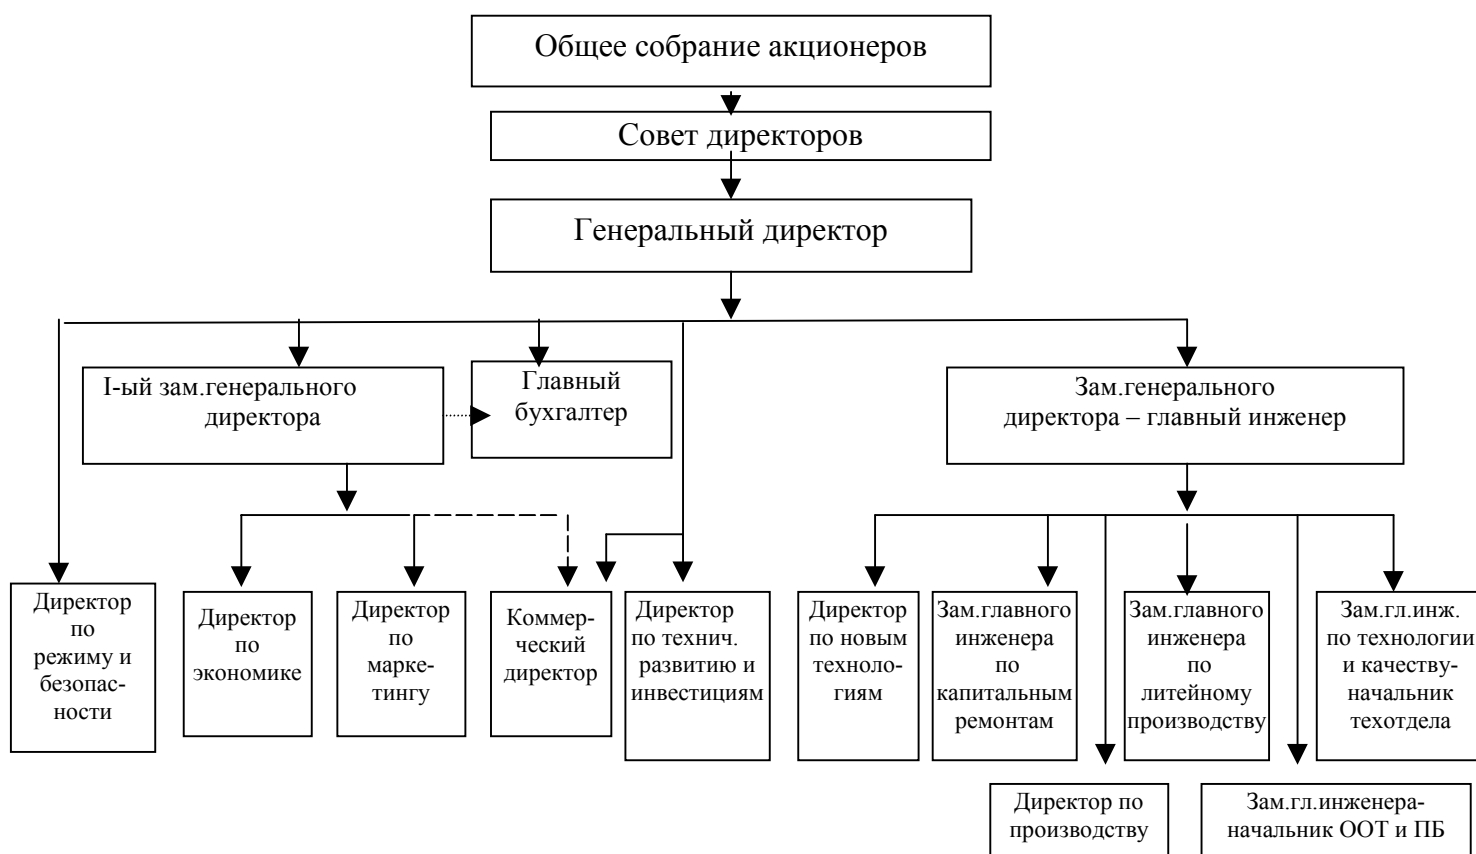 Общее собрание акционеров
Совет директоров
Генеральный директор
I-ый зам.генерального
директора
Главный
бухгалтер
Зам.генерального
директора – главный инженер
Директор
по
режиму и
безопас-
ности
Директор
по
экономике
Директор
по
марке-
тингу
Коммер-
ческий
директор
Директор
по технич.
развитию и
инвестициям
Директор
по новым
техноло-
гиям
Зам.главного
инженера
по
капитальным
ремонтам
Зам.главного
инженера
по
литейному
производству
Зам.гл.инж.
по технологии
и качеству-
начальник
техотдела
Директор по
производству
Зам.гл.инженера-
начальник ООТ и ПБ